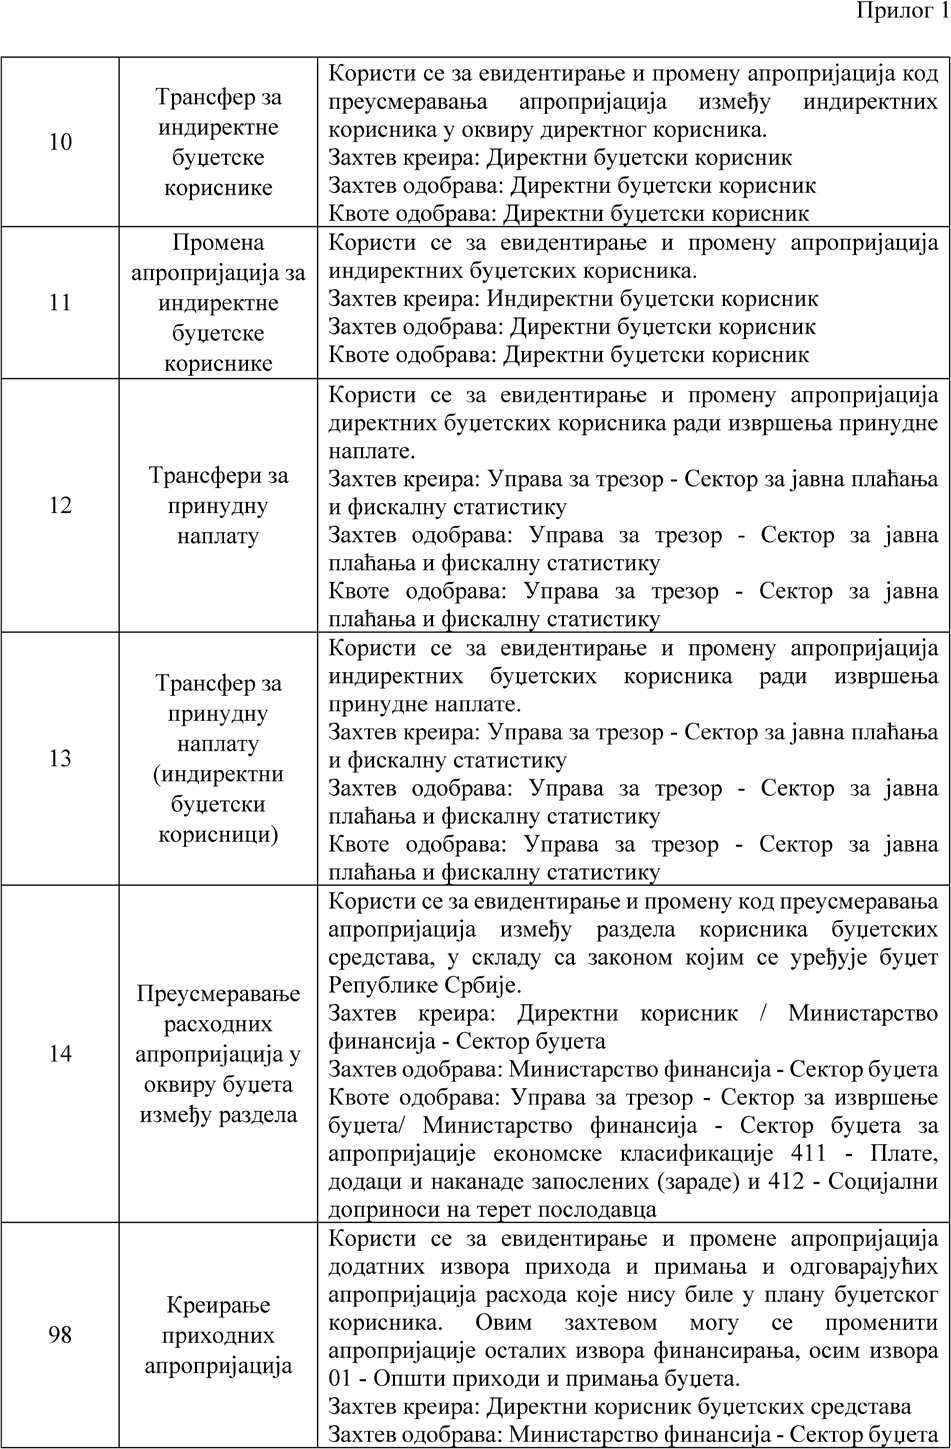 Прилог 1
10
Трансфер за
индиректне
буџетске
кориснике
Користи се за евидентирање и промену апропријација код
преусмеравања апропријација између индиректних
корисника у оквиру директног корисника.
Захтев креира: Директни буџетски корисник
Захтев одобрава: Директни буџетски корисник
Квоте одобрава: Директни буџетски корисник
11
Промена
апропријација за
индиректне
буџетске
кориснике
Користи се за евидентирање и промену апропријација
индиректних буџетских корисника.
Захтев креира: Индиректни буџетски корисник
Захтев одобрава: Директни буџетски корисник
Квоте одобрава: Директни буџетски корисник
12
Трансфери за
принудну
наплату
Користи се за евидентирање и промену апропријација
директних буџетских корисника ради извршења принудне
наплате.
Захтев креира: Управа за трезор - Сектор за јавна плаћања
и фискалну статистику
Захтев одобрава: Управа за трезор - Сектор за јавна
плаћања и фискалну статистику
Квоте одобрава: Управа за трезор - Сектор за јавна
плаћања и фискалну статистику
13
Трансфер за
принудну
наплату
(индиректни
буџетски
корисници)
Користи се за евидентирање и промену апропријација
индиректних буџетских корисника ради извршења
принудне наплате.
Захтев креира: Управа за трезор - Сектор за јавна плаћања
и фискалну статистику
Захтев одобрава: Управа за трезор - Сектор за јавна
плаћања и фискалну статистику
Квоте одобрава: Управа за трезор - Сектор за јавна
плаћања и фискалну статистику
14
Преусмеравање
расходних
апропријација у
оквиру буџета
између раздела
Користи се за евидентирање и промену код преусмеравања
апропријација између раздела корисника буџетских
средстава, у складу са законом којим се уређује буџет
Републике Србије.
Захтев креира: Директни корисник / Министарство
финансија - Сектор буџета
Захтев одобрава: Министарство финансија - Сектор буџета
Квоте одобрава: Управа за трезор - Сектор за извршење
буџета/ Министарство финансија - Сектор буџета за
апропријације економске класификације 411 - Плате,
додаци и наканаде запослених (зараде) и 412 - Социјални
доприноси на терет послодавца
98
Креирање
приходних
апропријација
Користи се за евидентирање и промене апропријација
додатних извора прихода и примања и одговарајућих
апропријација расхода које нису биле у плану буџетског
корисника. Овим захтевом могу се променити
апропријације осталих извора финансирања, осим извора
01 - Општи приходи и примања буџета.
Захтев креира: Директни корисник буџетских средстава
Захтев одобрава: Министарство финансија - Сектор буџета